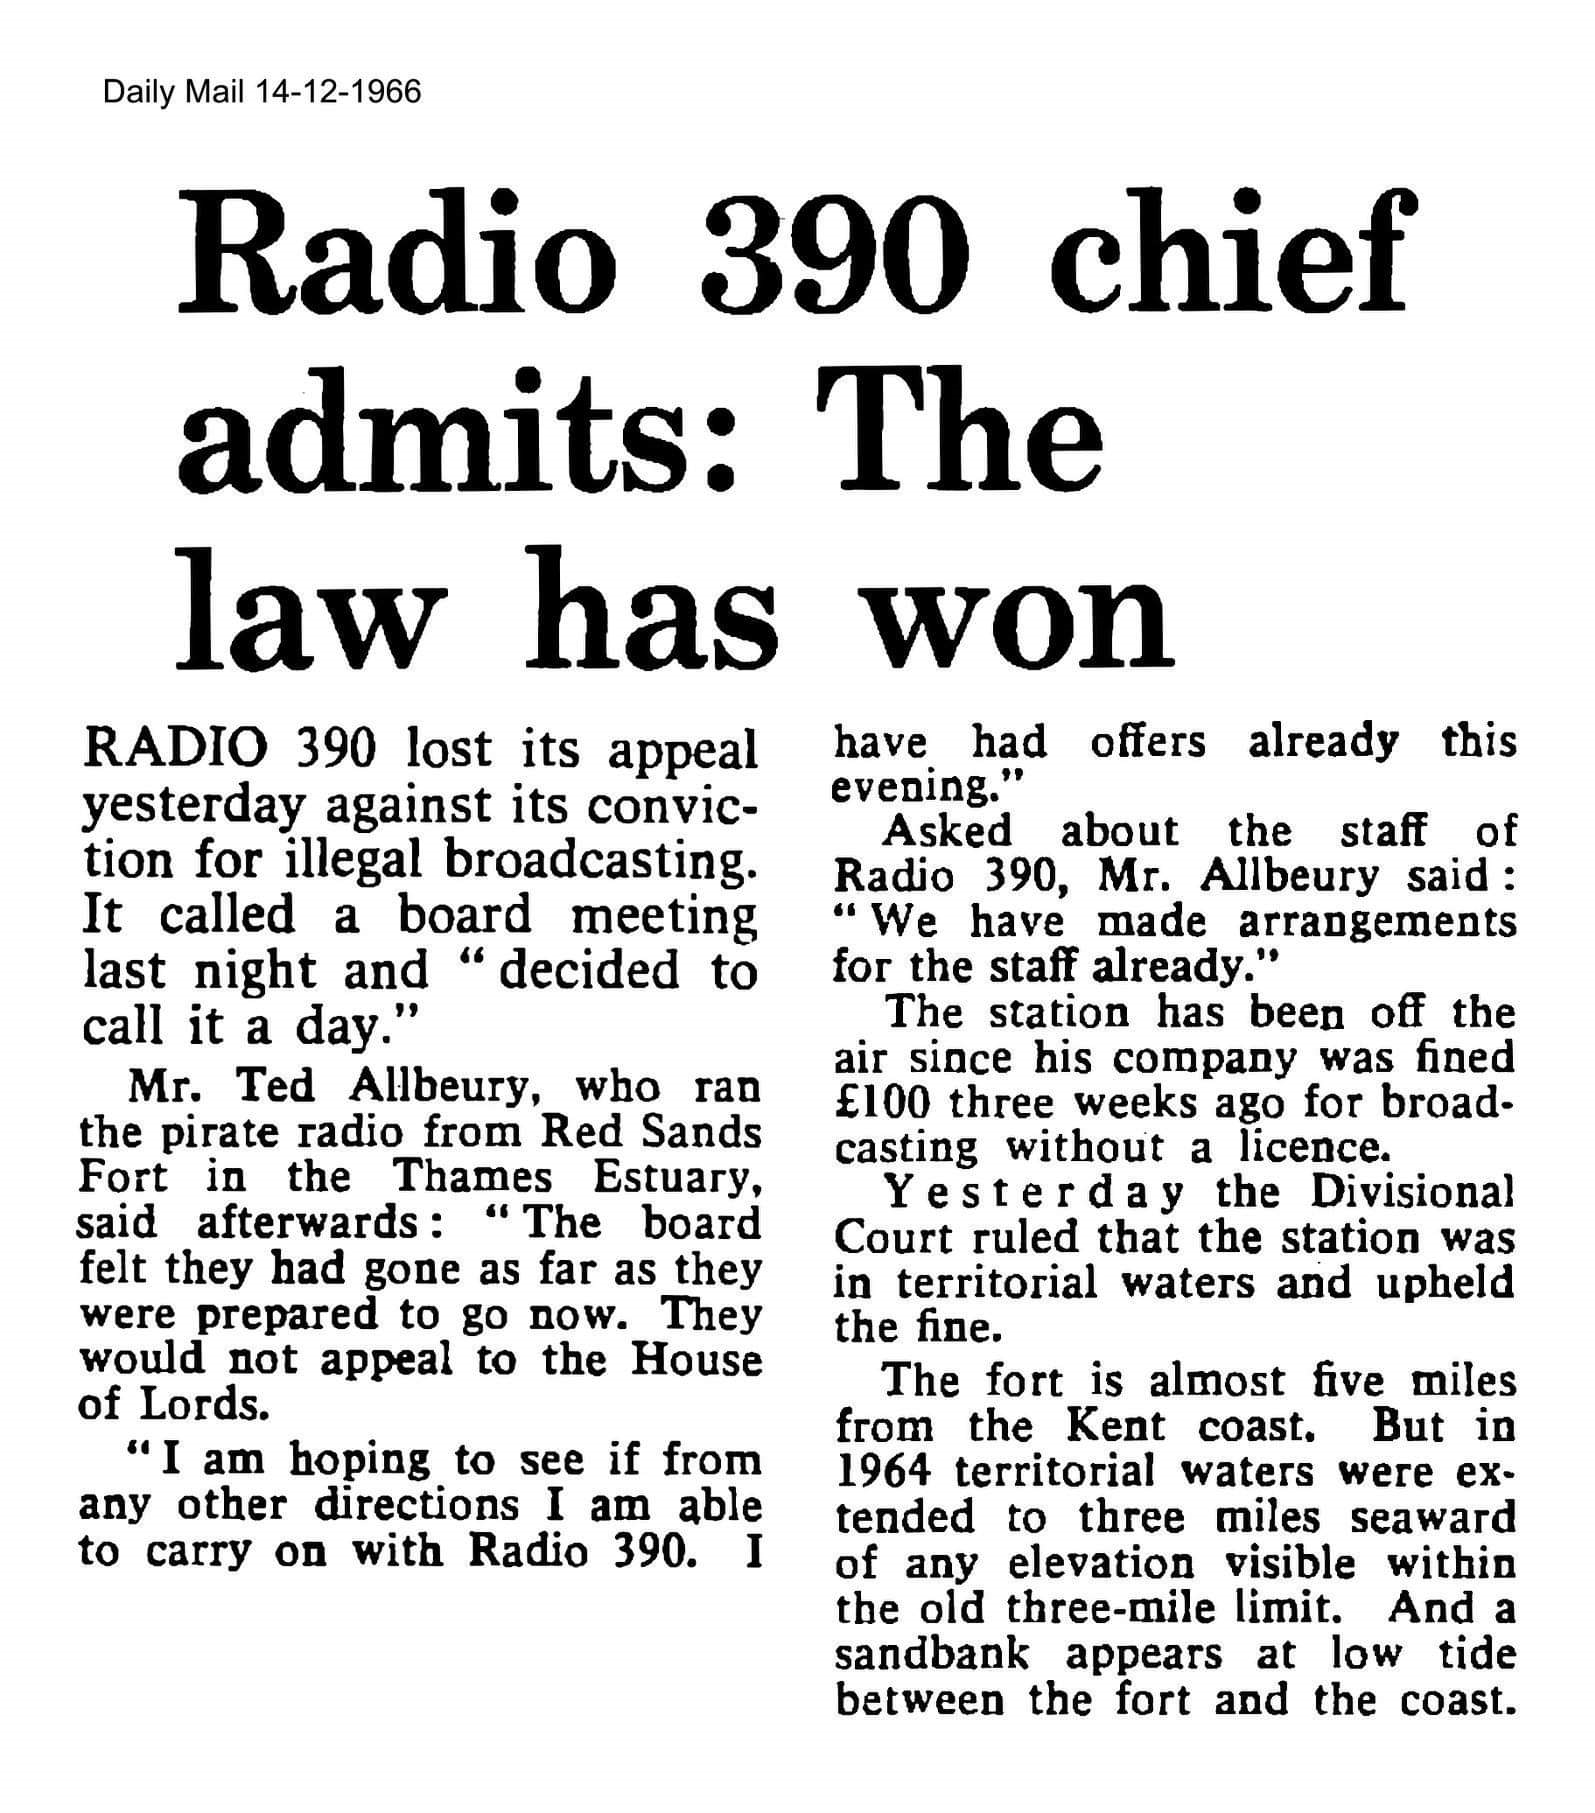 Daily Mail 14-12-1966
Radio 390 chief
admits: The
law has won
RADIO 390 lost its appeal
yesterday against its convic-
tion for illegal broadcasting.
It called a board meeting
last night and “ decided to
call it a day.”
Mr. Ted Allbeury, who ran
the pirate radio from Red Sands
Fort in the Thames Estuary,
said afterwards : “ The board
felt they had gone as far as they
were prepared to go now. They
would not appeal to the House
of Lords.
“ I am hoping to see if from
any other directions I am able
to carry on with Radio 390. I
have had offers already this
evening.”
Asked about the staff of
Radio 390, Mr. Allbeury said :
“ We have made arrangements
for the staff already.”
The station has been off the
air since his company was fined
£100 three weeks ago for broad-
casting without a licence.
Yesterday the Divisional
Court ruled that the station was
in territorial waters and upheld
the fine.
The fort is almost five miles
from the Kent coast. But in
1964 territorial waters were ex-
tended to three miles seaward
of any elevation visible within
the old three-mile limit. And a
sandbank appears at low tide
between the fort and the coast.